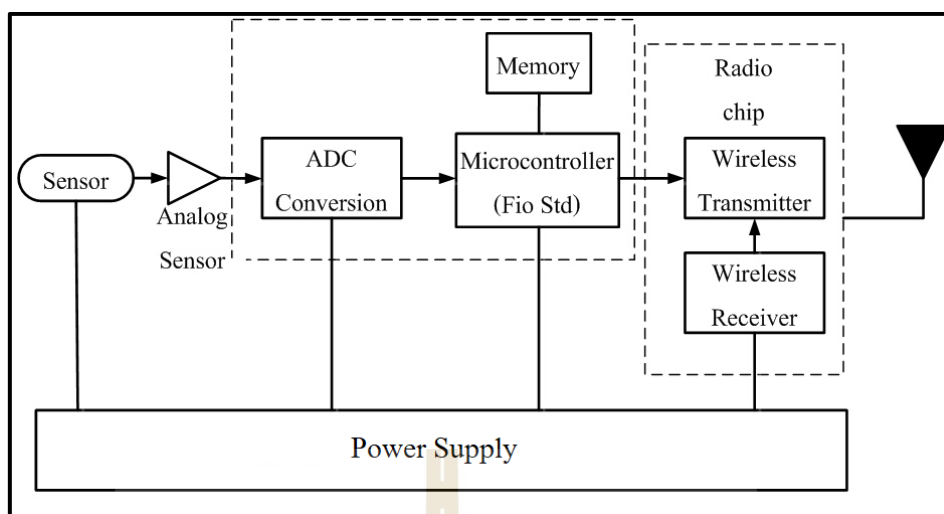 Memory
Radio
chip
Sensor
Analog
Sensor
ADC
Conversion
Microcontroller
(Fio Std)
Wireless
Transmitter
Wireless
Receiver
Power Supply